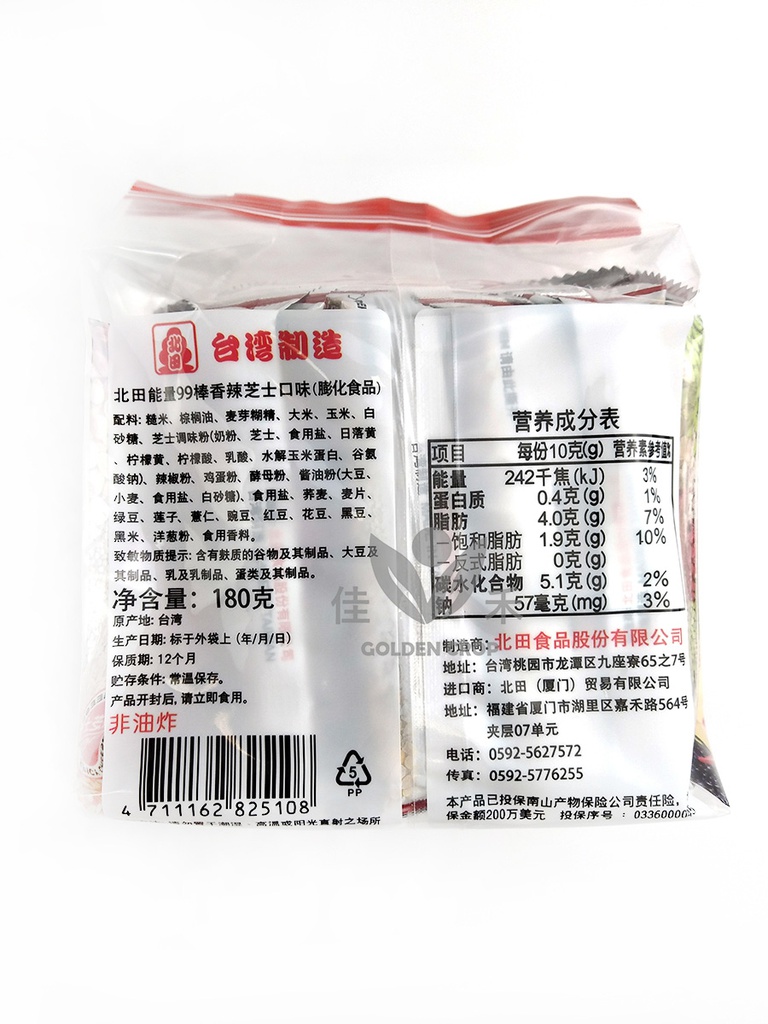 北田
台湾制造
北田能量99棒香辣芝士口味(膨化食品)
配料: 糙米、棕榈油、麦芽糊精、大米、玉米、白
砂糖、芝士调味粉(奶粉、芝士、食用盐、日落黄
、柠檬黄、柠檬酸、乳酸、水解玉米蛋白、谷氨
酸钠)、辣椒粉、鸡蛋粉、酵母粉、酱油粉(大豆、
小麦、食用盐、白砂糖)、食用盐、荞麦、麦片、
绿豆、莲子、薏仁、豌豆、红豆、花豆、黑豆、
黑米、洋葱粉、食用香料。
致敏物质提示: 含有麸质的谷物及其制品、大豆及
其制品、乳及乳制品、蛋类及其制品。
净含量: 180克
原产地: 台湾
生产日期: 标于外袋上 (年/月/日)
保质期: 12个月
贮存条件: 常温保存。
产品开封后, 请立即食用。
非油炸
4 711162 825108
5
PP
高温或阳光直射之场所
营养成分表
项目 每份10克(g) 营养素参考值%
能量 242千焦(kJ) 3%
蛋白质 0.4克(g) 1%
脂肪 4.0克(g) 7%
—饱和脂肪 1.9克(g) 10%
—反式脂肪 0克(g)
碳水化合物 5.1克(g) 2%
钠 57毫克(mg) 3%
佳禾
GOLDEN CROP
制造商: 北田食品股份有限公司
地址: 台湾桃园市龙潭区九座寮65之7号
进口商: 北田（厦门）贸易有限公司
地址: 福建省厦门市湖里区嘉禾路564号
夹层07单元
电话: 0592-5627572
传真: 0592-5776255
本产品已投保南山产物保险公司责任险,
保金额200万美元 投保序号: 0336000